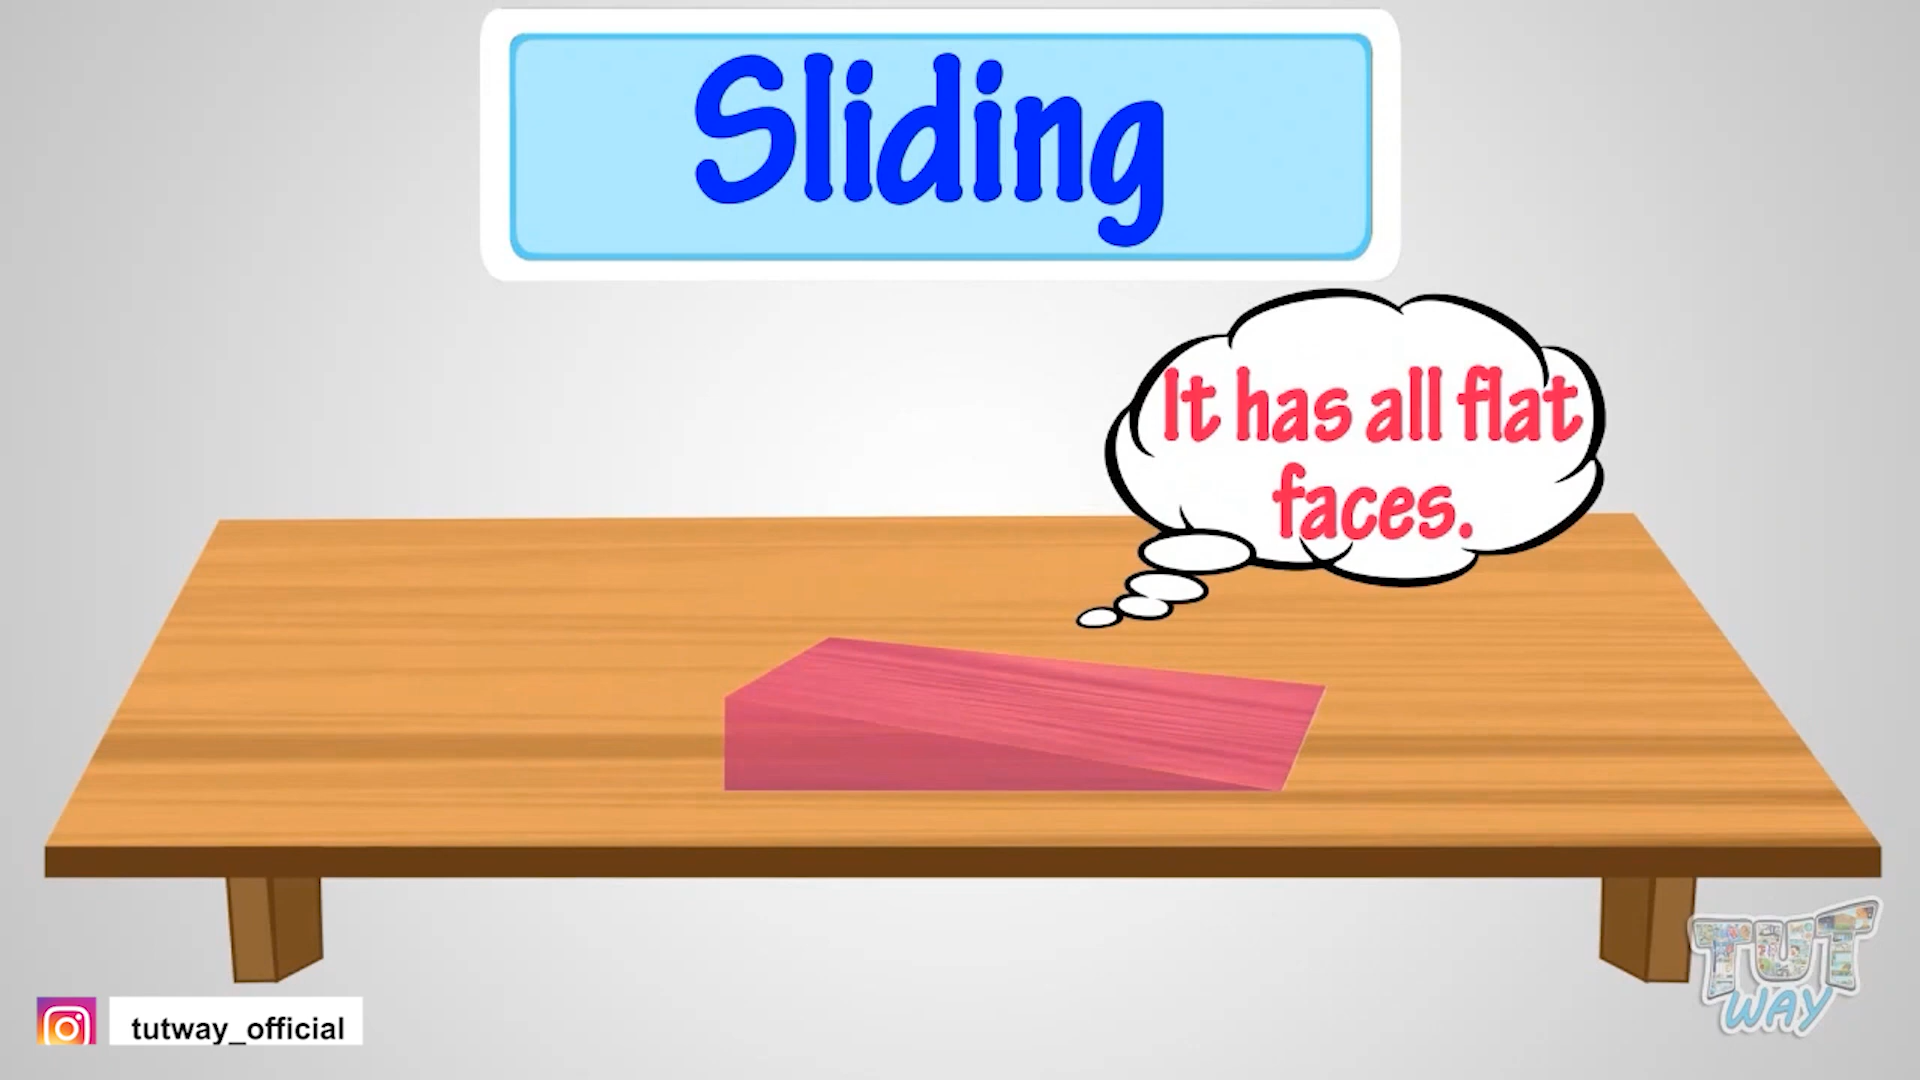 Sliding
It has all flat
faces.
tutway_official
TUT
WAY